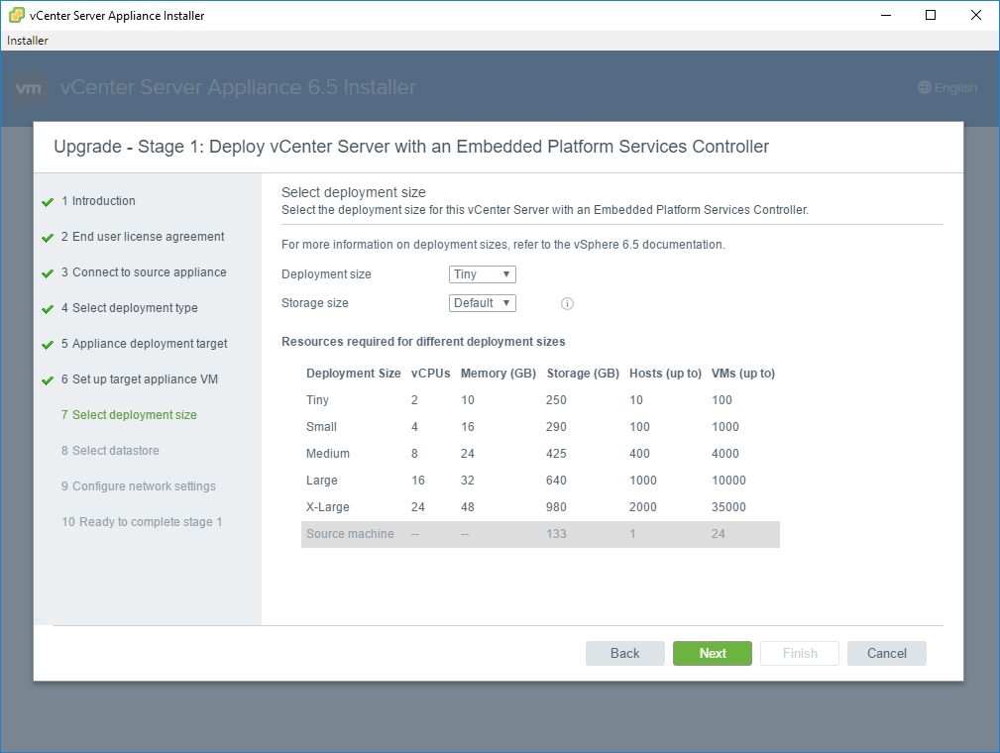 vCenter Server Appliance Installer
Installer
vm vCenter Server Appliance 6.5 Installer English
Upgrade - Stage 1: Deploy vCenter Server with an Embedded Platform Services Controller
1 Introduction
2 End user license agreement
3 Connect to source appliance
4 Select deployment type
5 Appliance deployment target
6 Set up target appliance VM
7 Select deployment size
8 Select datastore
9 Configure network settings
10 Ready to complete stage 1
Select deployment size
Select the deployment size for this vCenter Server with an Embedded Platform Services Controller.
For more information on deployment sizes, refer to the vSphere 6.5 documentation.
Deployment size Tiny
Storage size Default
Resources required for different deployment sizes
Deployment Size vCPUs Memory (GB) Storage (GB) Hosts (up to) VMs (up to)
Tiny 2 10 250 10 100
Small 4 16 290 100 1000
Medium 8 24 425 400 4000
Large 16 32 640 1000 10000
X-Large 24 48 980 2000 35000
Source machine -- -- 133 1 24
Back Next Finish Cancel